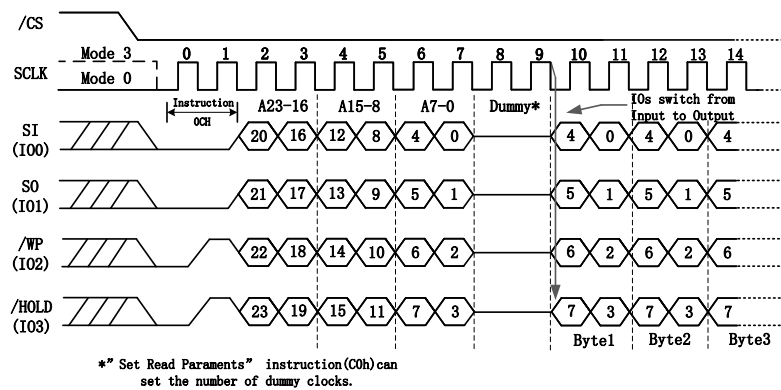 /CS
Mode 3 0 1 2 3 4 5 6 7 8 9 10 11 12 13 14
SCLK
Mode 0
Instruction A23-16 A15-8 A7-0 Dummy* IOs switch from
0CH Input to Output
SI
(IO0) 20 16 12 8 4 0 4 0 4 0 4
SO
(IO1) 21 17 13 9 5 1 5 1 5 1 5
/WP
(IO2) 22 18 14 10 6 2 6 2 6 2 6
/HOLD
(IO3) 23 19 15 11 7 3 7 3 7 3 7
Byte1 Byte2 Byte3
*" Set Read Paraments" instruction(C0h)can
set the number of dummy clocks.